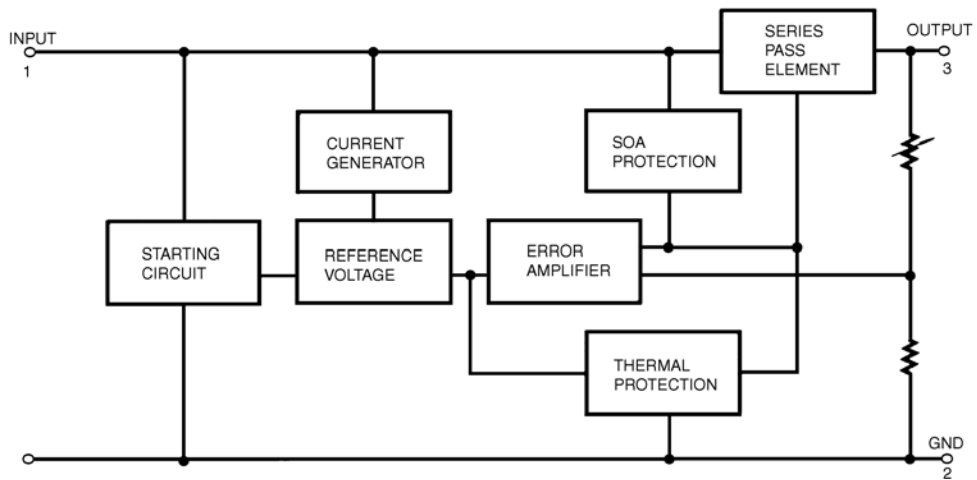 INPUT
1
SERIES
PASS
ELEMENT
OUTPUT
3
CURRENT
GENERATOR
SOA
PROTECTION
STARTING
CIRCUIT
REFERENCE
VOLTAGE
ERROR
AMPLIFIER
THERMAL
PROTECTION
GND
2